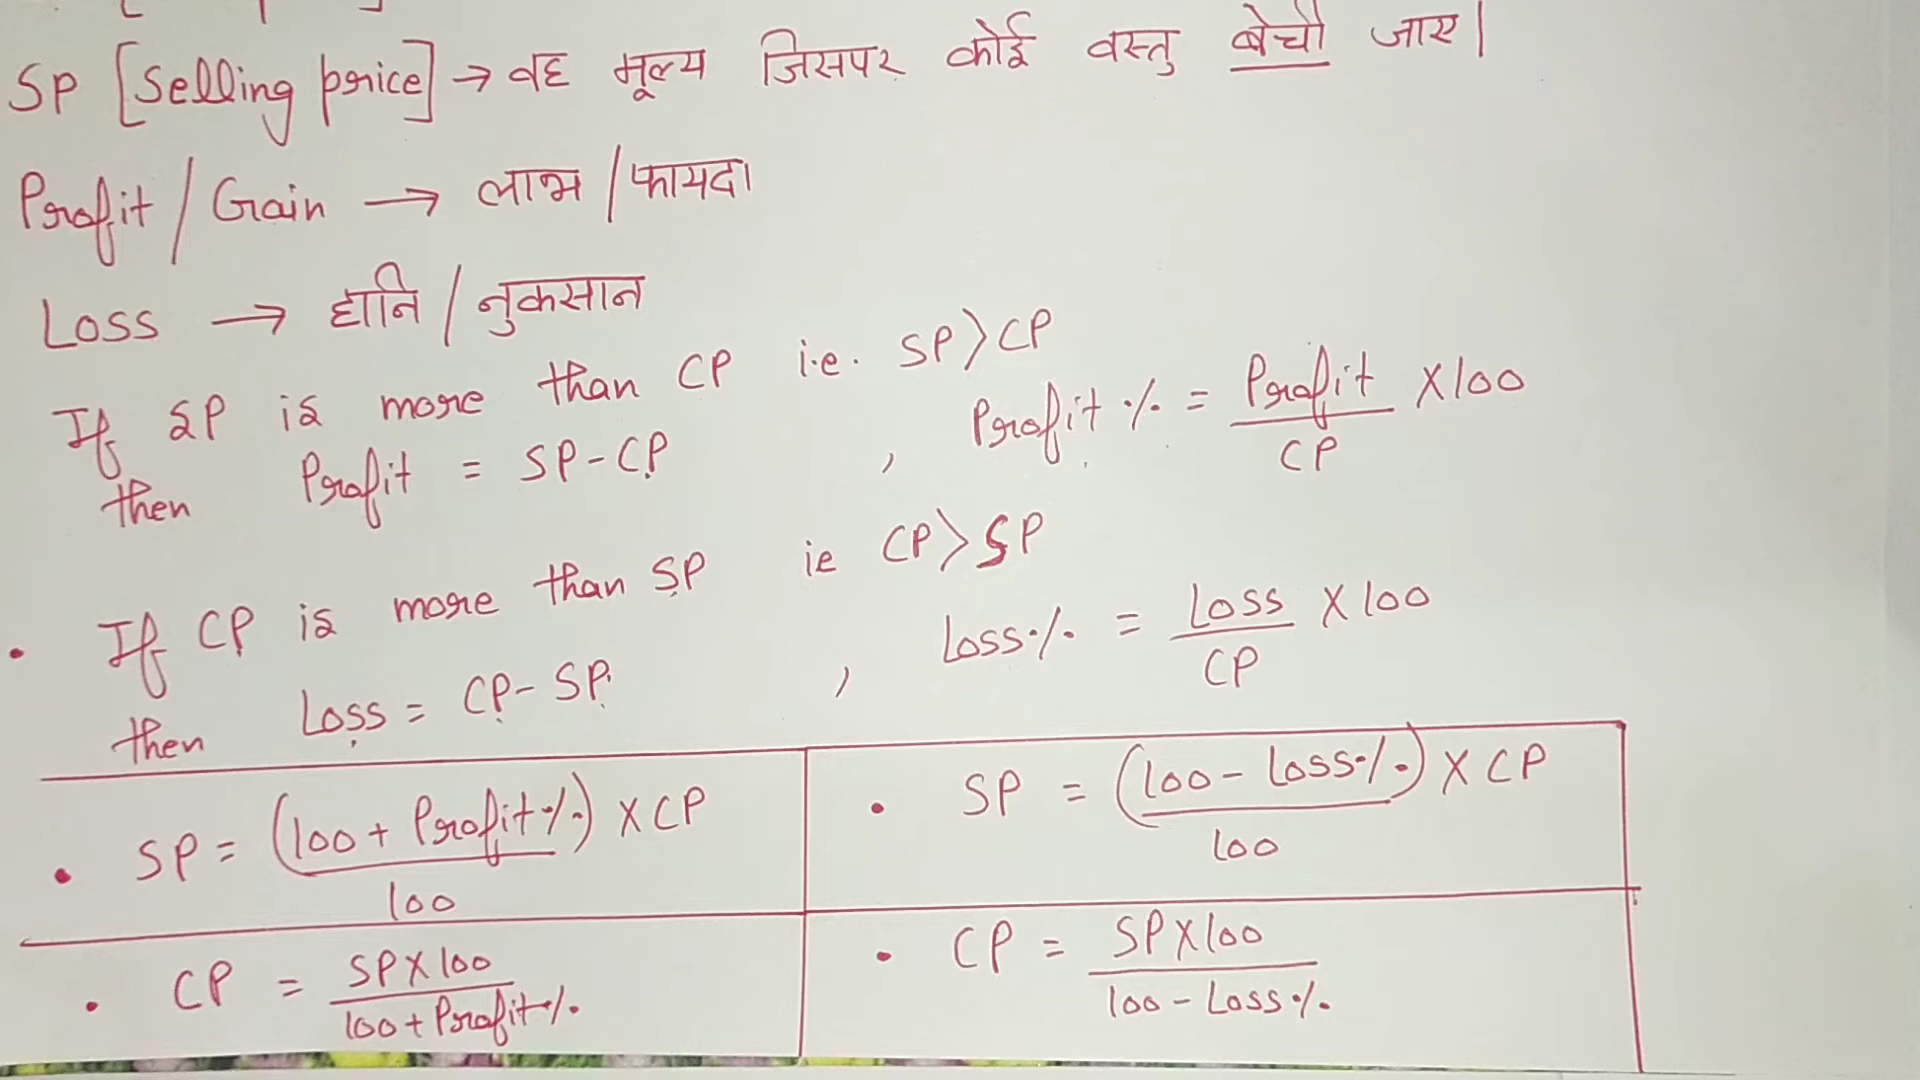 SP [Selling price] → वह मूल्य जिसपर कोई वस्तु बेची जाए।
Profit / Gain → लाभ / फायदा
Loss → हानि / नुकसान
If SP is more than CP i.e. SP > CP
then Profit = SP - CP , Profit % = Profit / CP × 100
• If CP is more than SP ie CP > SP
then Loss = CP - SP , Loss % = Loss / CP × 100
• SP = (100 + Profit %) / 100 × CP
• SP = (100 - Loss %) / 100 × CP
• CP = SP × 100 / 100 + Profit %
• CP = SP × 100 / 100 - Loss %